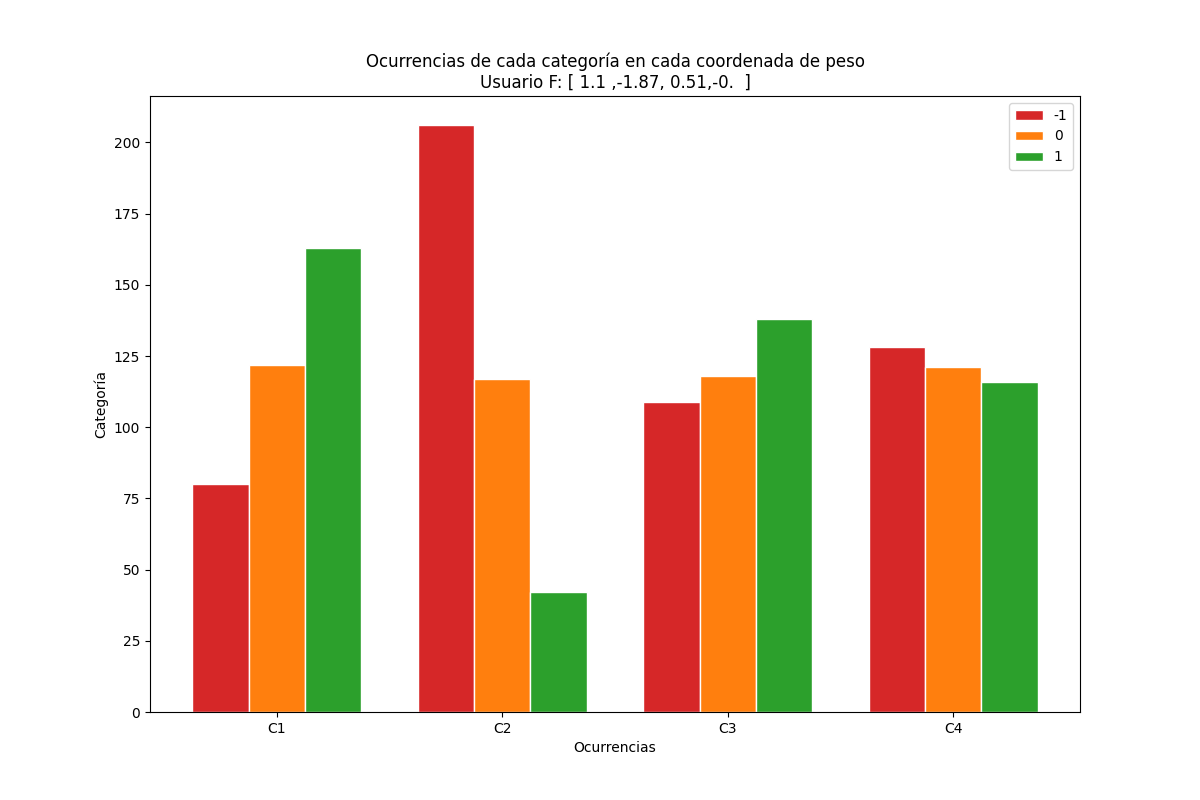 Ocurrencias de cada categoría en cada coordenada de peso
Usuario F: [ 1.1 ,-1.87, 0.51,-0.  ]
-1
0
1
200
175
150
125
100
75
50
25
0
Categoría
C1 C2 C3 C4
Ocurrencias